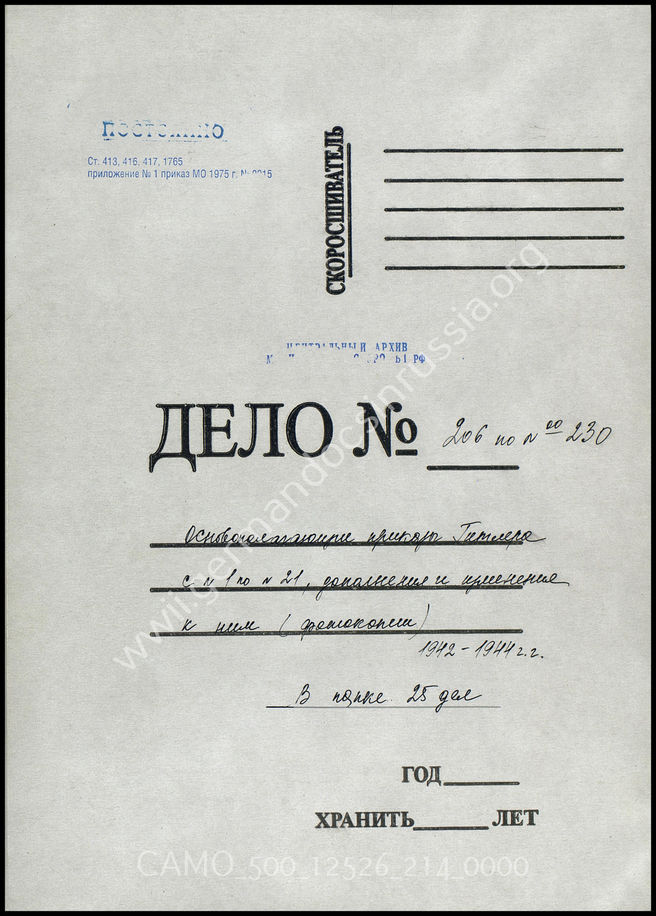 ПОСТОЯННО
Ст. 413, 416, 417, 1765
приложение № 1 приказ МО 1975 г. №
СКОРОСШИВАТЕЛЬ
ЦЕНТРАЛЬНЫЙ АРХИВ
РФ
ДЕЛО № 206 по №00 230
Основополагающие приказы Гитлера
с № 1 по № 21, дополнения и изменения
к ним (фотокопии)
1942-1944 г.г.
В папке 25 дел
ГОД
ХРАНИТЬ ЛЕТ
www.germandocsinrussia.org
CAMO_500_12526_214_0000